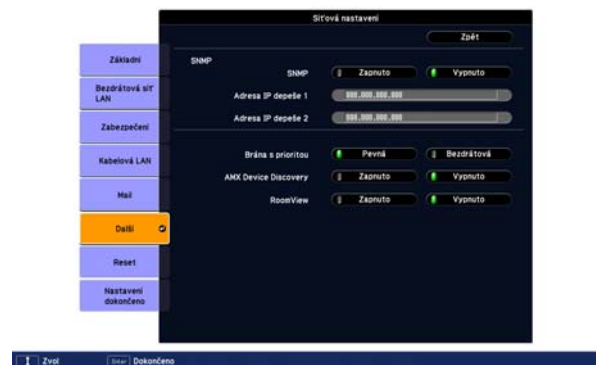 Síťová nastavení
Zpět
Základní
Bezdrátová síť
LAN
Zabezpečení
Kabelová LAN
Mail
Další
Reset
Nastavení
dokončeno
SNMP
SNMP Zapnuto Vypnuto
Adresa IP depeše 1
Adresa IP depeše 2
Brána s prioritou Pevná Bezdrátová
AMX Device Discovery Zapnuto Vypnuto
RoomView Zapnuto Vypnuto
Zvol Dokončeno